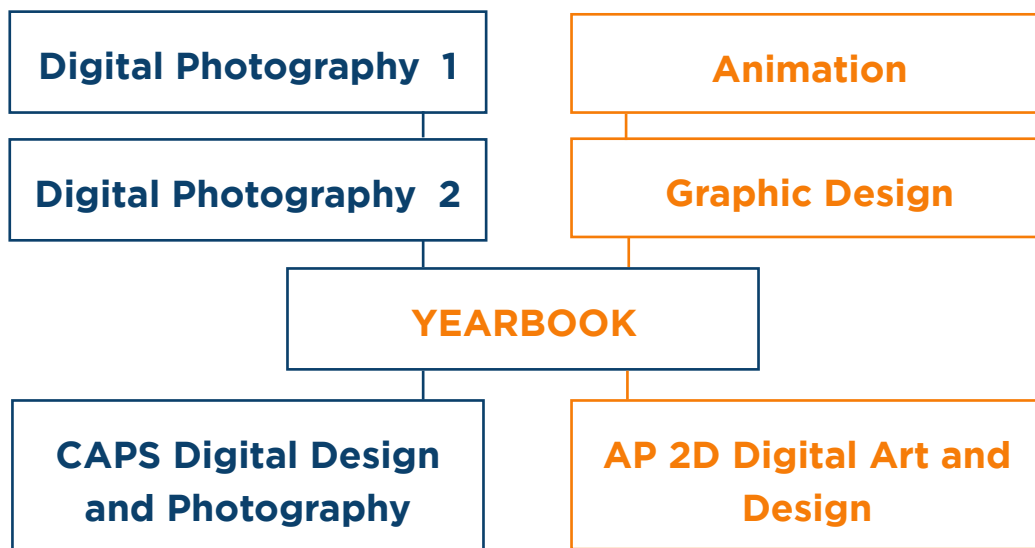 Digital Photography 1
Animation
Digital Photography 2
Graphic Design
YEARBOOK
CAPS Digital Design
and Photography
AP 2D Digital Art and
Design